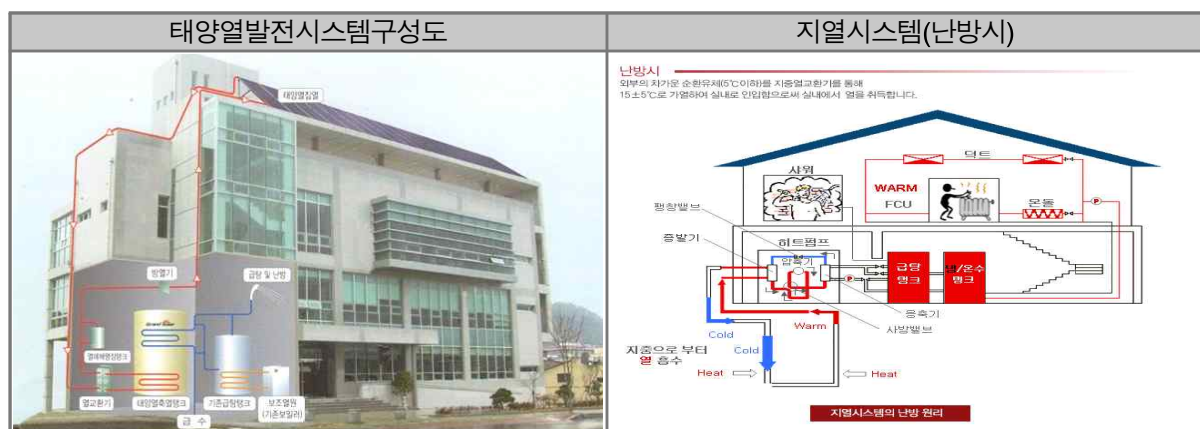 태양열발전시스템구성도
지열시스템(난방시)
태양열집열
방열기
급탕 및 난방
열매체팽창탱크
열교환기
태양열축열탱크
기존급탕탱크
보조열원
(기존보일러)
급 수
난방시
외부의 차가운 순환유체(5℃이하)를 지중열교환기를 통해
15±5℃로 가열하여 실내로 인입함으로써 실내에서 열을 취득합니다.
샤워
덕트
WARM
FCU
온돌
P
팽창밸브
증발기
히트펌프
압축기
급탕
탱크
/온수
탱크
P
응축기
사방밸브
Cold
Warm
Cold
지중으로 부터
열 흡수
Heat
Heat
지열시스템의 난방 원리